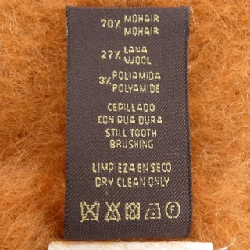 70% MOHAIR
MOHAIR
27% LANA
WOOL
3% POLIAMIDA
POLYAMIDE
CEPILLADO
CON PUA DURA
STILL TOOTH
BRUSHING
LIMPIEZA EN SECO
DRY CLEAN ONLY
F